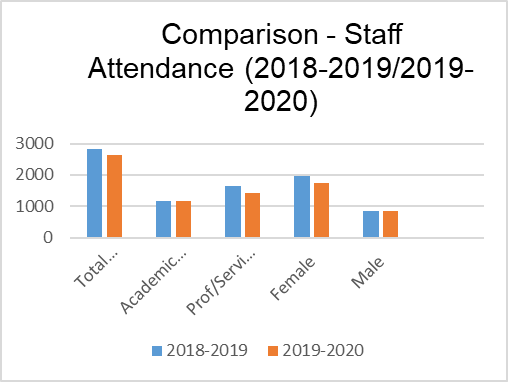 Comparison - Staff
Attendance (2018-2019/2019-
2020)
3000
2000
1000
0
Total...
Academic...
Prof/Servi...
Female
Male
2018-2019
2019-2020